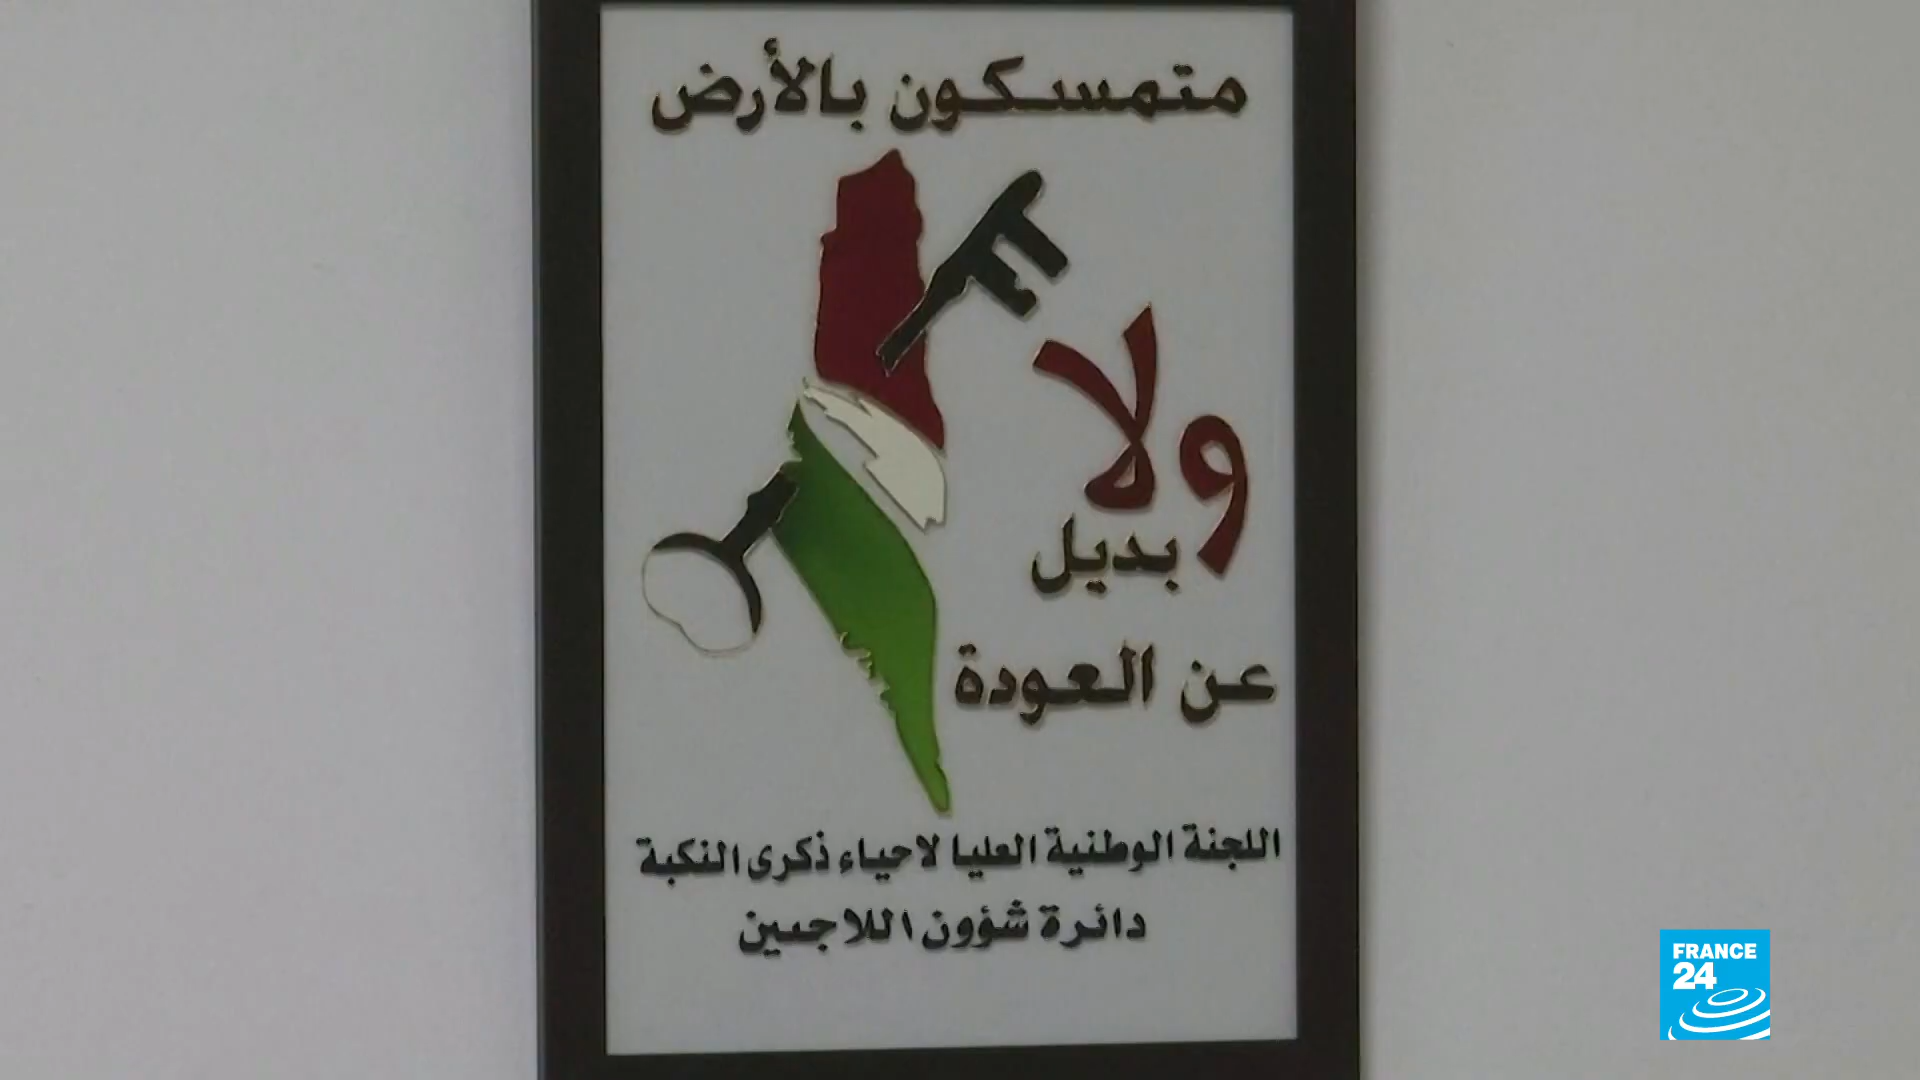 متمسكون بالأرض
ولا
بديل
عن العودة
اللجنة الوطنية العليا لاحياء ذكرى النكبة
دائرة شؤون اللاجئين
FRANCE
24